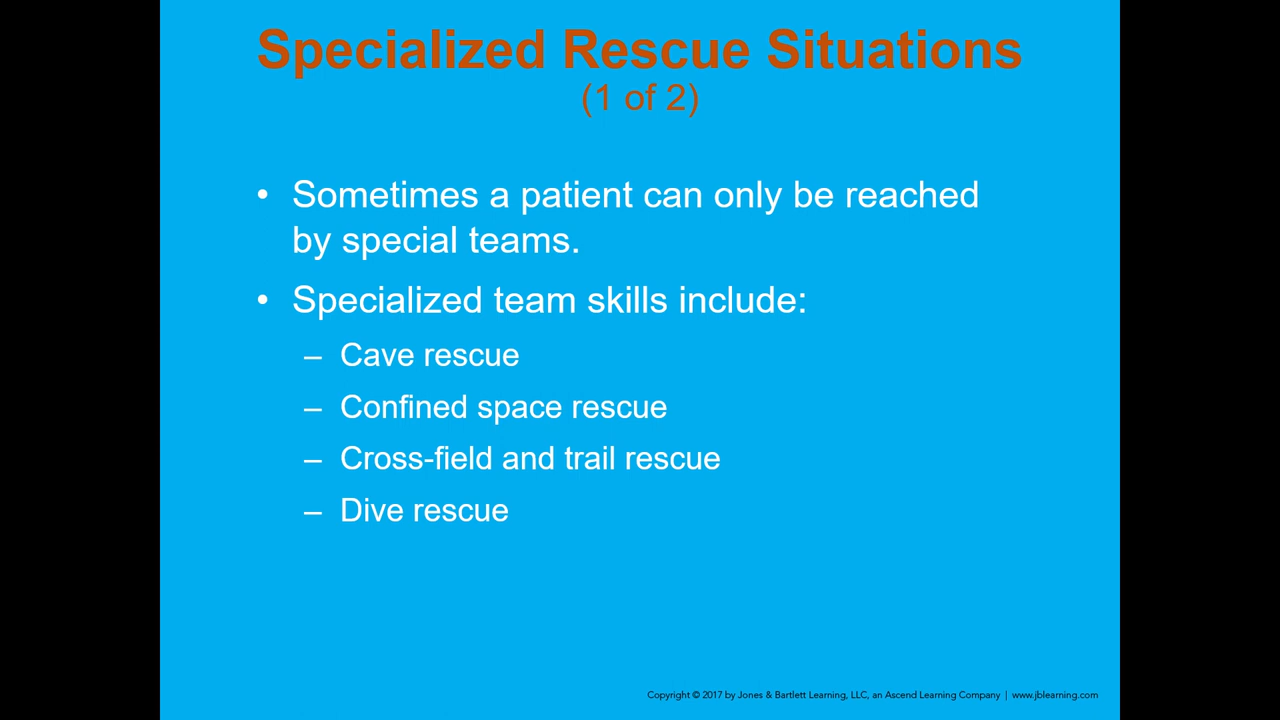 Specialized Rescue Situations
(1 of 2)
• Sometimes a patient can only be reached
by special teams.
• Specialized team skills include:
– Cave rescue
– Confined space rescue
– Cross-field and trail rescue
– Dive rescue
Copyright © 2017 by Jones & Bartlett Learning, LLC, an Ascend Learning Company | www.jblearning.com